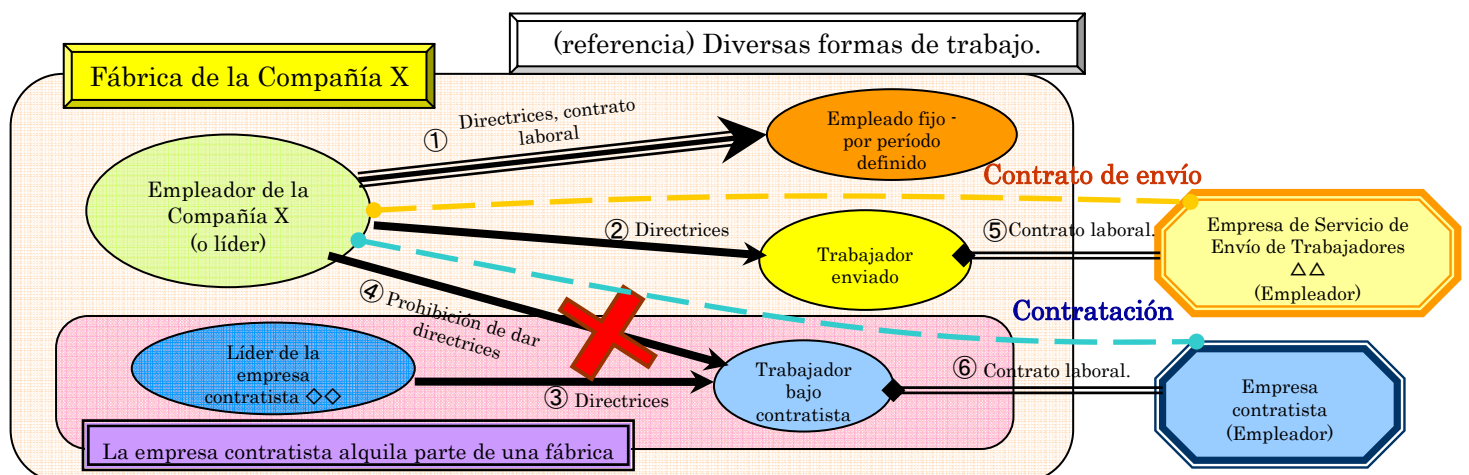 (referencia) Diversas formas de trabajo.
Fábrica de la Compañía X
① Directrices, contrato
laboral
Empleado fijo -
por período
definido
Empleador de la
Compañía X
(o líder)
Contrato de envío
② Directrices
Trabajador
enviado
⑤Contrato laboral.
Empresa de Servicio de
Envío de Trabajadores
△△
(Empleador)
④ Prohibición de dar
directrices
Contratación
Líder de la
empresa
contratista ◇◇
③ Directrices
Trabajador
bajo
contratista
⑥ Contrato laboral.
Empresa
contratista
(Empleador)
La empresa contratista alquila parte de una fábrica